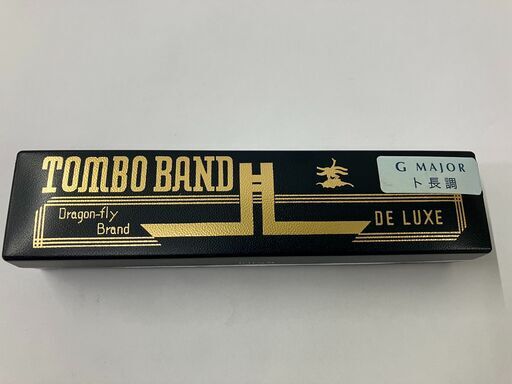 TOMBO BAND
Dragon-fly
Brand
DE LUXE
G MAJOR
ト長調